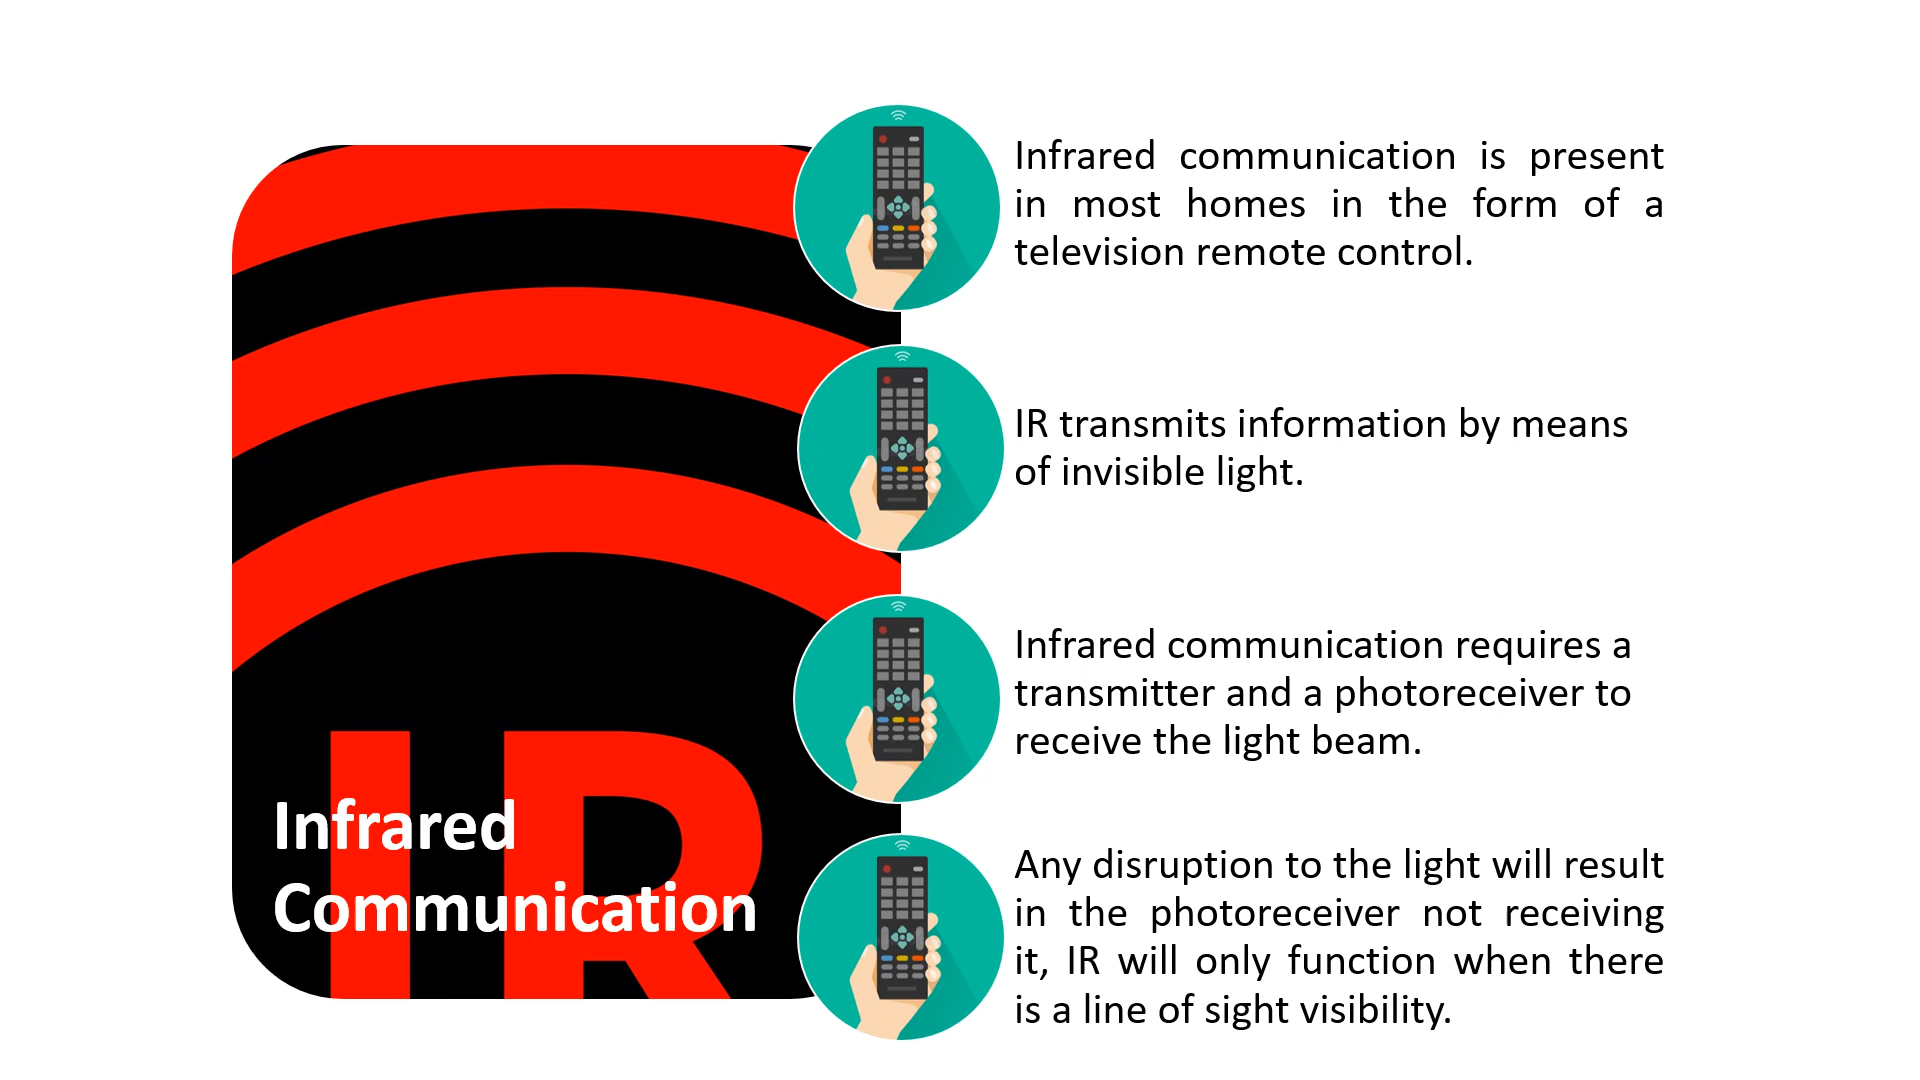 IR
Infrared
Communication
Infrared communication is present
in most homes in the form of a
television remote control.
IR transmits information by means
of invisible light.
Infrared communication requires a
transmitter and a photoreceiver to
receive the light beam.
Any disruption to the light will result
in the photoreceiver not receiving
it, IR will only function when there
is a line of sight visibility.